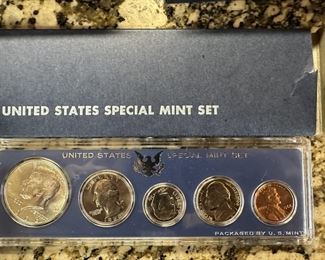 UNITED STATES SPECIAL MINT SET
UNITED STATES SPECIAL MINT SET
PACKAGED BY U.S. MINT